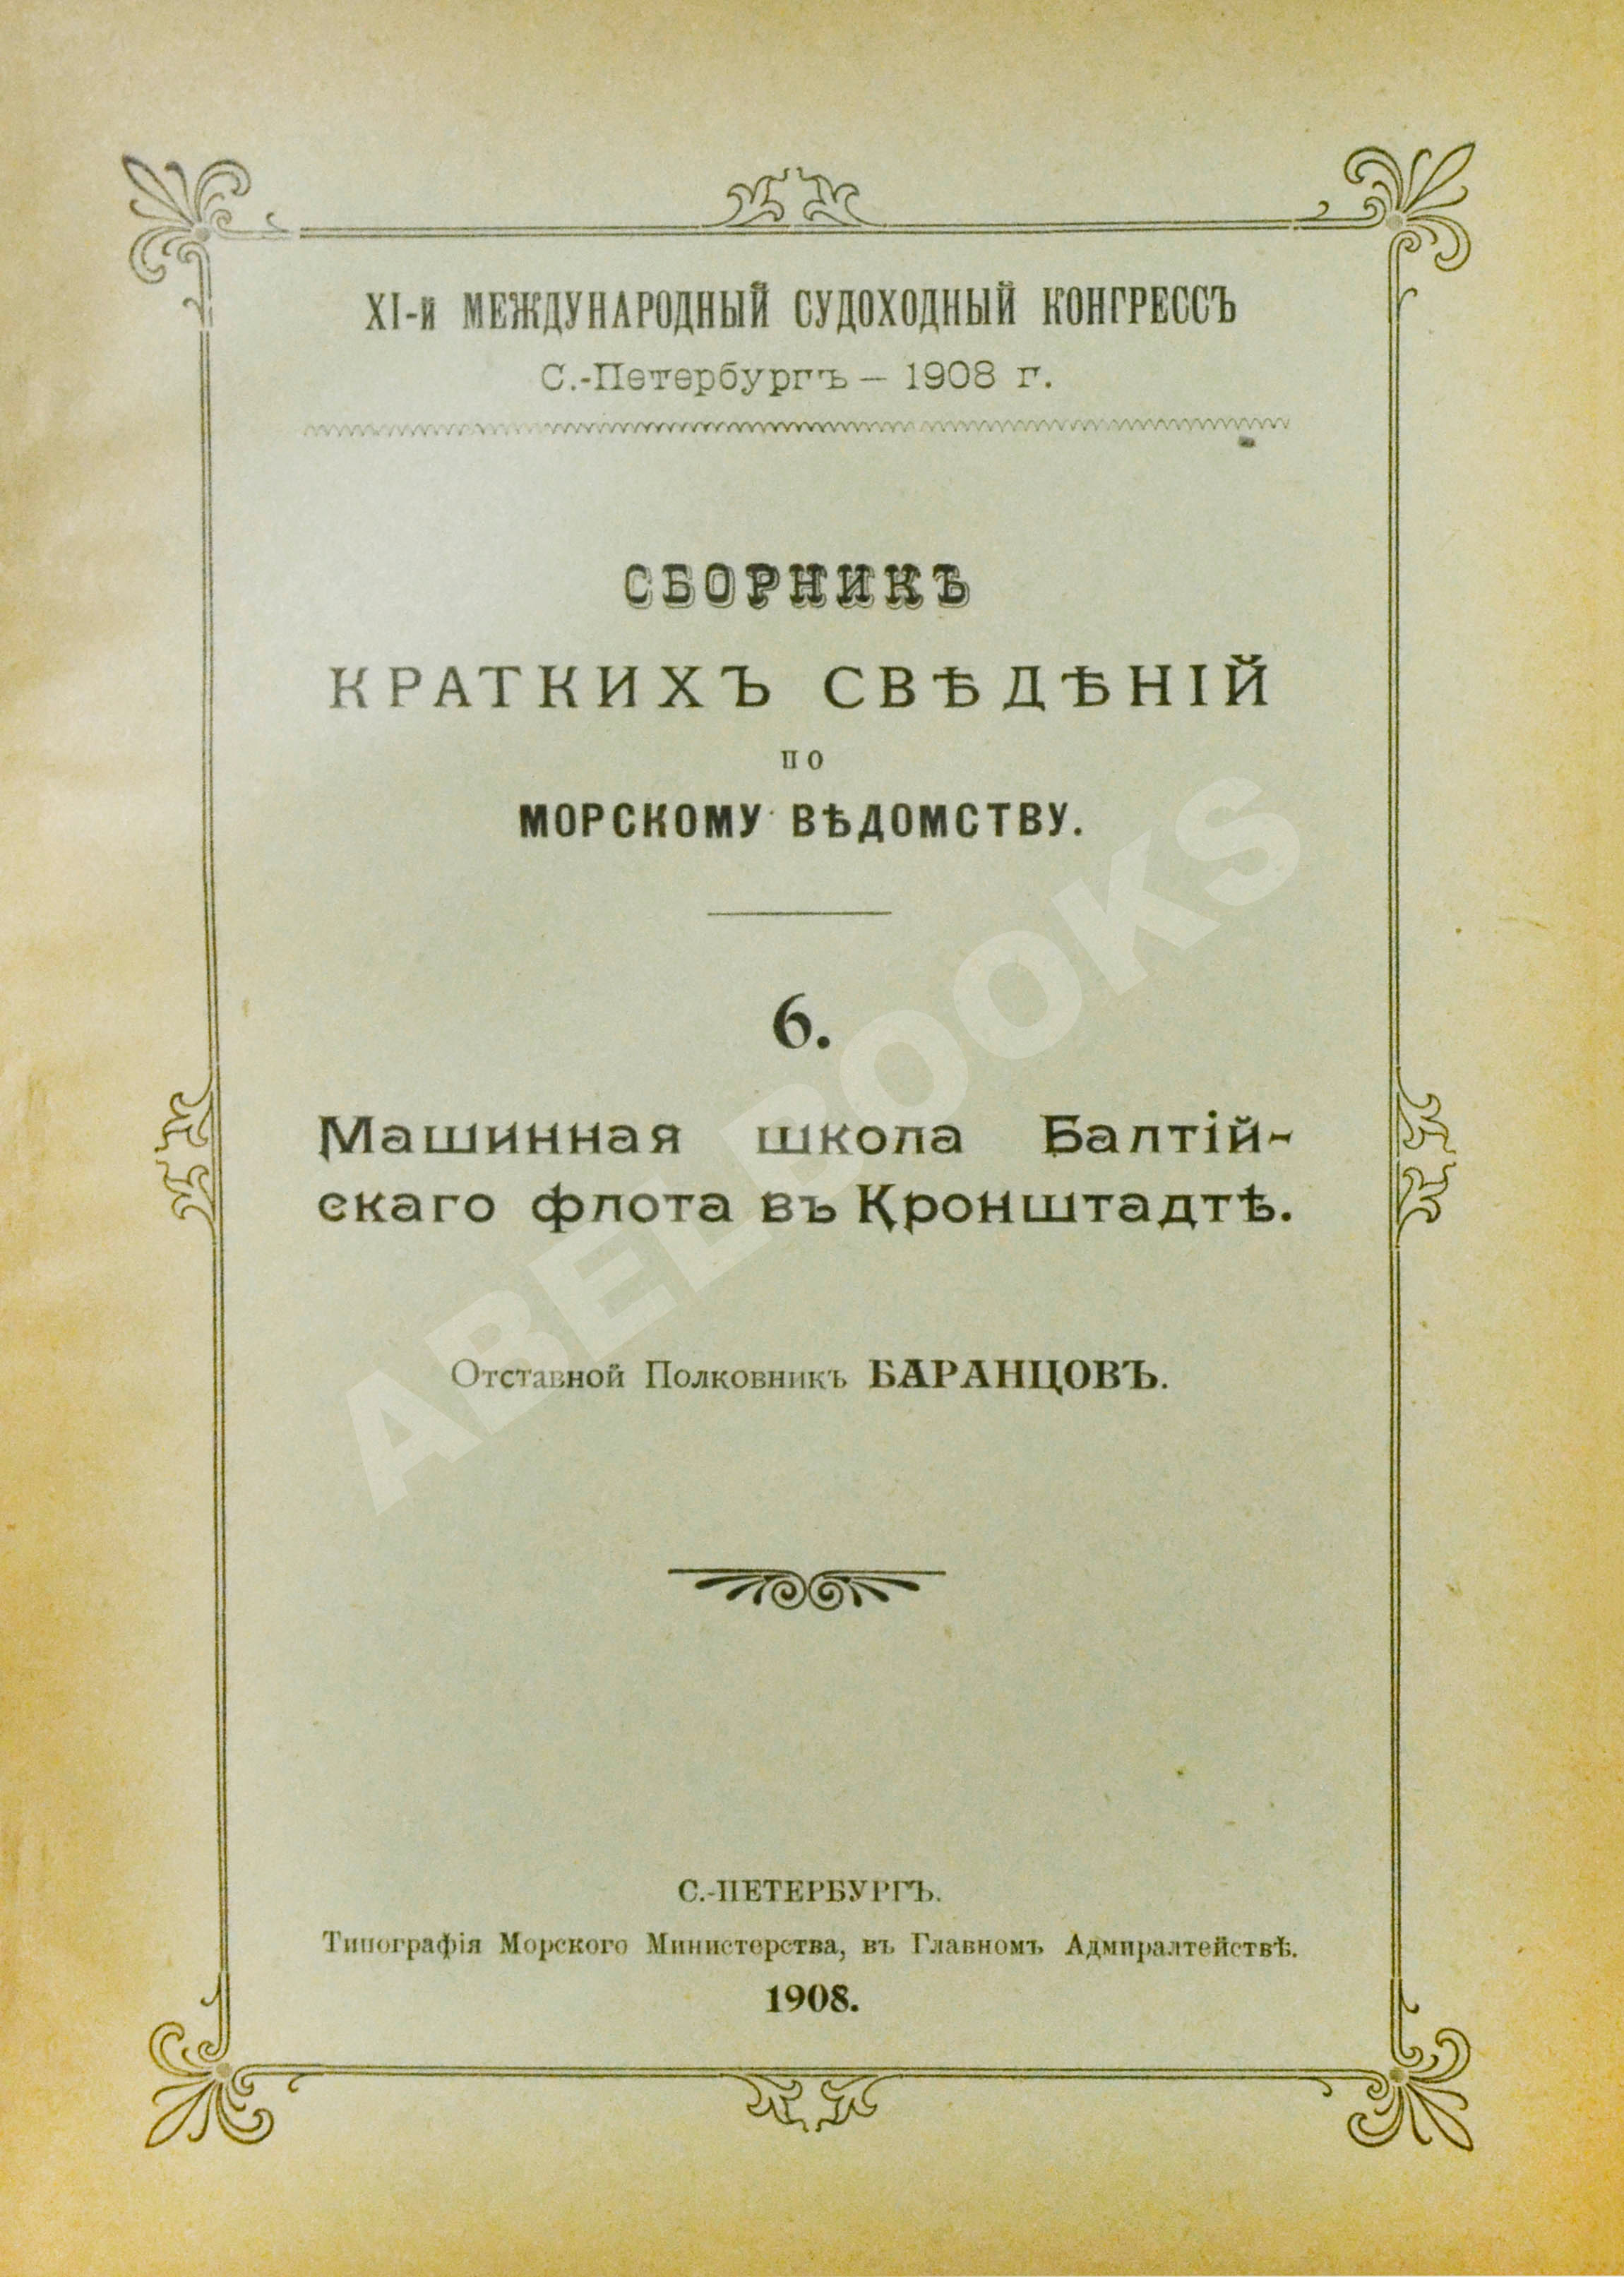 XI-й МЕЖДУНАРОДНЫЙ СУДОХОДНЫЙ КОНГРЕССЪ
С.-Петербургъ — 1908 г.
СБОРНИКЪ
КРАТКИХЪ СВѢДѢНІЙ
ПО
МОРСКОМУ ВѢДОМСТВУ.
6.
Машинная школа Балтій-
скаго флота въ Кронштадтѣ.
Отставной Полковникъ БАРАНЦОВЪ.
С.-ПЕТЕРБУРГЪ.
Типографія Морского Министерства, въ Главномъ Адмиралтействѣ.
1908.
ABELBOOKS